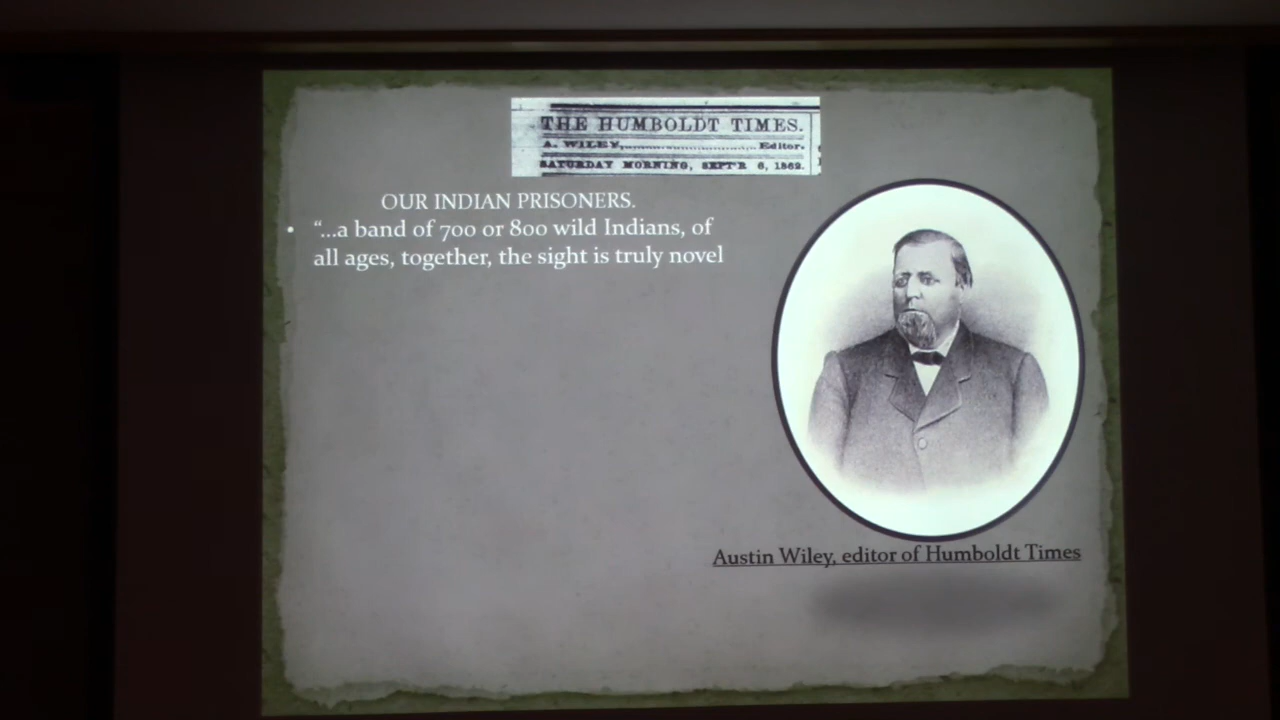 THE HUMBOLDT TIMES.
A. WILEY,................................Editor.
SATURDAY MORNING, SEPT'R 6, 1862.
OUR INDIAN PRISONERS.
• “...a band of 700 or 800 wild Indians, of
all ages, together, the sight is truly novel
Austin Wiley, editor of Humboldt Times